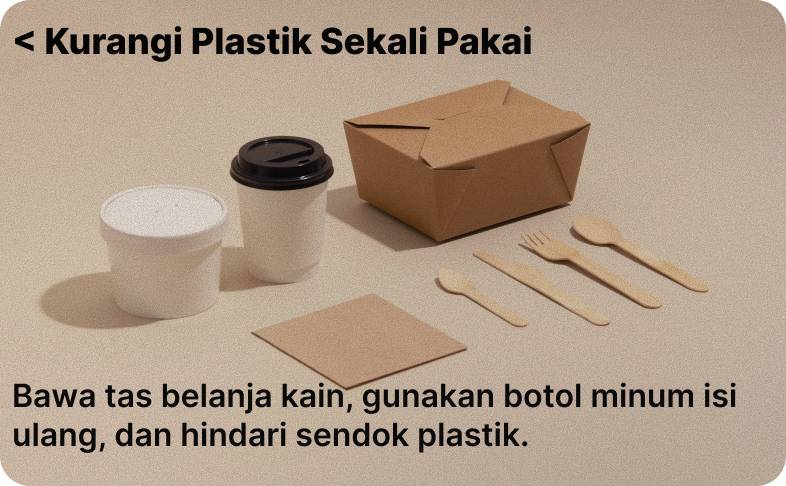 < Kurangi Plastik Sekali Pakai
Bawa tas belanja kain, gunakan botol minum isi
ulang, dan hindari sendok plastik.